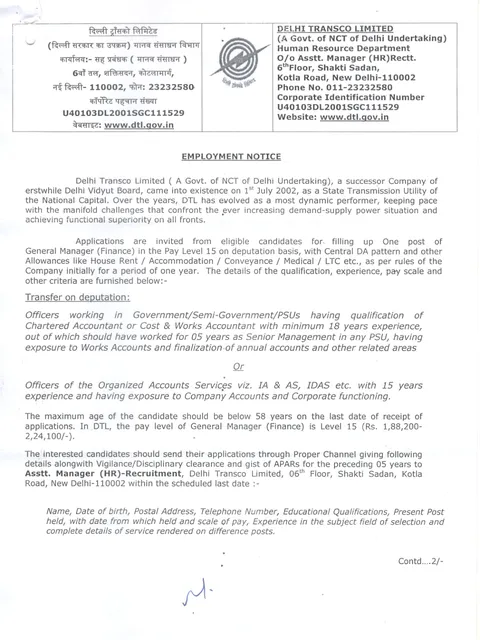 दिल्ली ट्राँसको लिमिटेड
(दिल्ली सरकार का उपक्रम) मानव संसाधन विभाग
कार्यालय:- सह प्रबंधक ( मानव संसाधन )
6वाँ तल, शक्तिसदन, कोटलामार्ग,
नई दिल्ली- 110002, फोन: 23232580
कॉर्पोरेट पहचान संख्या
U40103DL2001SGC111529
वेबसाइट: www.dtl.gov.in
DELHI TRANSCO LIMITED
(A Govt. of NCT of Delhi Undertaking)
Human Resource Department
O/o Asstt. Manager (HR)Rectt.
6thFloor, Shakti Sadan,
Kotla Road, New Delhi-110002
Phone No. 011-23232580
Corporate Identification Number
U40103DL2001SGC111529
Website: www.dtl.gov.in
EMPLOYMENT NOTICE
Delhi Transco Limited ( A Govt. of NCT of Delhi Undertaking), a successor Company of
erstwhile Delhi Vidyut Board, came into existence on 1st July 2002, as a State Transmission Utility of
the National Capital. Over the years, DTL has evolved as a most dynamic performer, keeping pace
with the manifold challenges that confront the ever increasing demand-supply power situation and
achieving functional superiority on all fronts.
Applications are invited from eligible candidates for filling up One post of
General Manager (Finance) in the Pay Level 15 on deputation basis, with Central DA pattern and other
Allowances like House Rent / Accommodation / Conveyance / Medical / LTC etc., as per rules of the
Company initially for a period of one year. The details of the qualification, experience, pay scale and
other criteria are furnished below:-
Transfer on deputation:
Officers working in Government/Semi-Government/PSUs having qualification of
Chartered Accountant or Cost & Works Accountant with minimum 18 years experience,
out of which should have worked for 05 years as Senior Management in any PSU, having
exposure to Works Accounts and finalization of annual accounts and other related areas
Or
Officers of the Organized Accounts Services viz. IA & AS, IDAS etc. with 15 years
experience and having exposure to Company Accounts and Corporate functioning.
The maximum age of the candidate should be below 58 years on the last date of receipt of
applications. In DTL, the pay level of General Manager (Finance) is Level 15 (Rs. 1,88,200-
2,24,100/-).
The interested candidates should send their applications through Proper Channel giving following
details alongwith Vigilance/Disciplinary clearance and gist of APARs for the preceding 05 years to
Asstt. Manager (HR)-Recruitment, Delhi Transco Limited, 06th Floor, Shakti Sadan, Kotla
Road, New Delhi-110002 within the scheduled last date :-
Name, Date of birth, Postal Address, Telephone Number, Educational Qualifications, Present Post
held, with date from which held and scale of pay, Experience in the subject field of selection and
complete details of service rendered on difference posts.
Contd....2/-